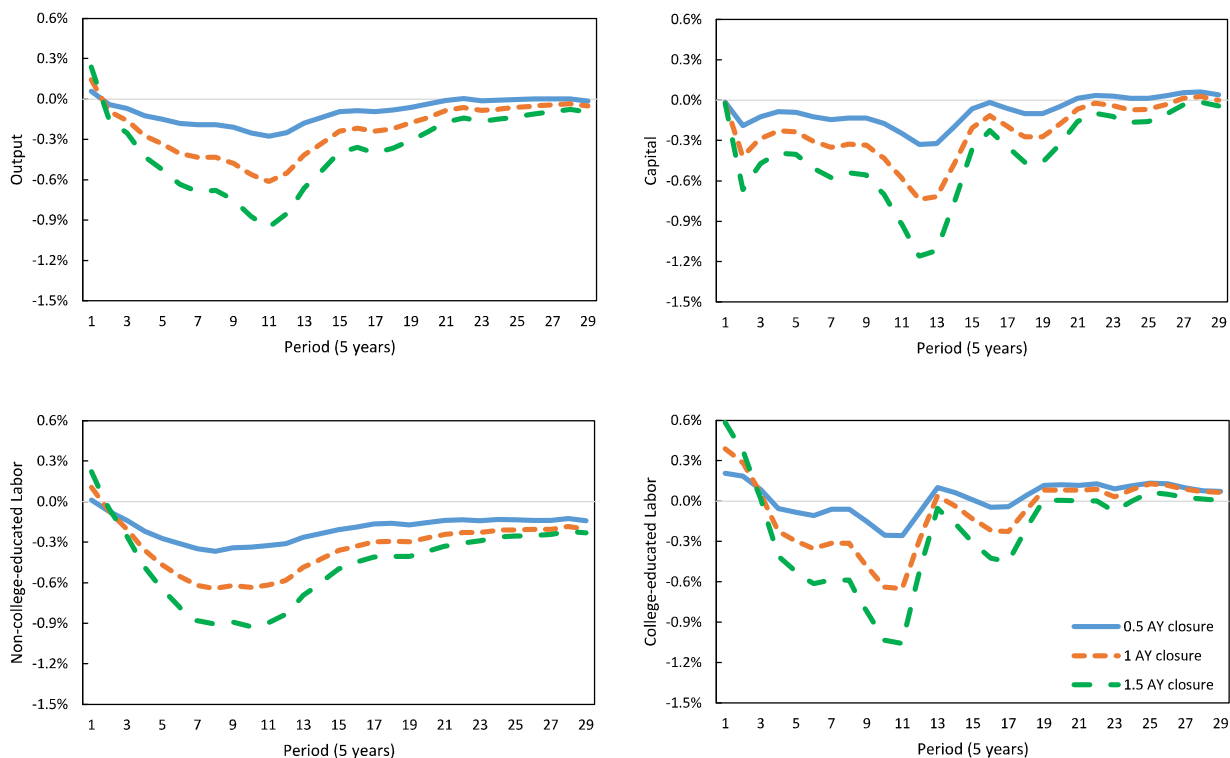 0.6%
0.3%
0.0%
-0.3%
-0.6%
-0.9%
-1.2%
-1.5%
Output
1 3 5 7 9 11 13 15 17 19 21 23 25 27 29
Period (5 years)
0.6%
0.3%
0.0%
-0.3%
-0.6%
-0.9%
-1.2%
-1.5%
Capital
1 3 5 7 9 11 13 15 17 19 21 23 25 27 29
Period (5 years)
0.6%
0.3%
0.0%
-0.3%
-0.6%
-0.9%
-1.2%
-1.5%
Non-college-educated Labor
1 3 5 7 9 11 13 15 17 19 21 23 25 27 29
Period (5 years)
0.6%
0.3%
0.0%
-0.3%
-0.6%
-0.9%
-1.2%
-1.5%
College-educated Labor
0.5 AY closure
1 AY closure
1.5 AY closure
1 3 5 7 9 11 13 15 17 19 21 23 25 27 29
Period (5 years)